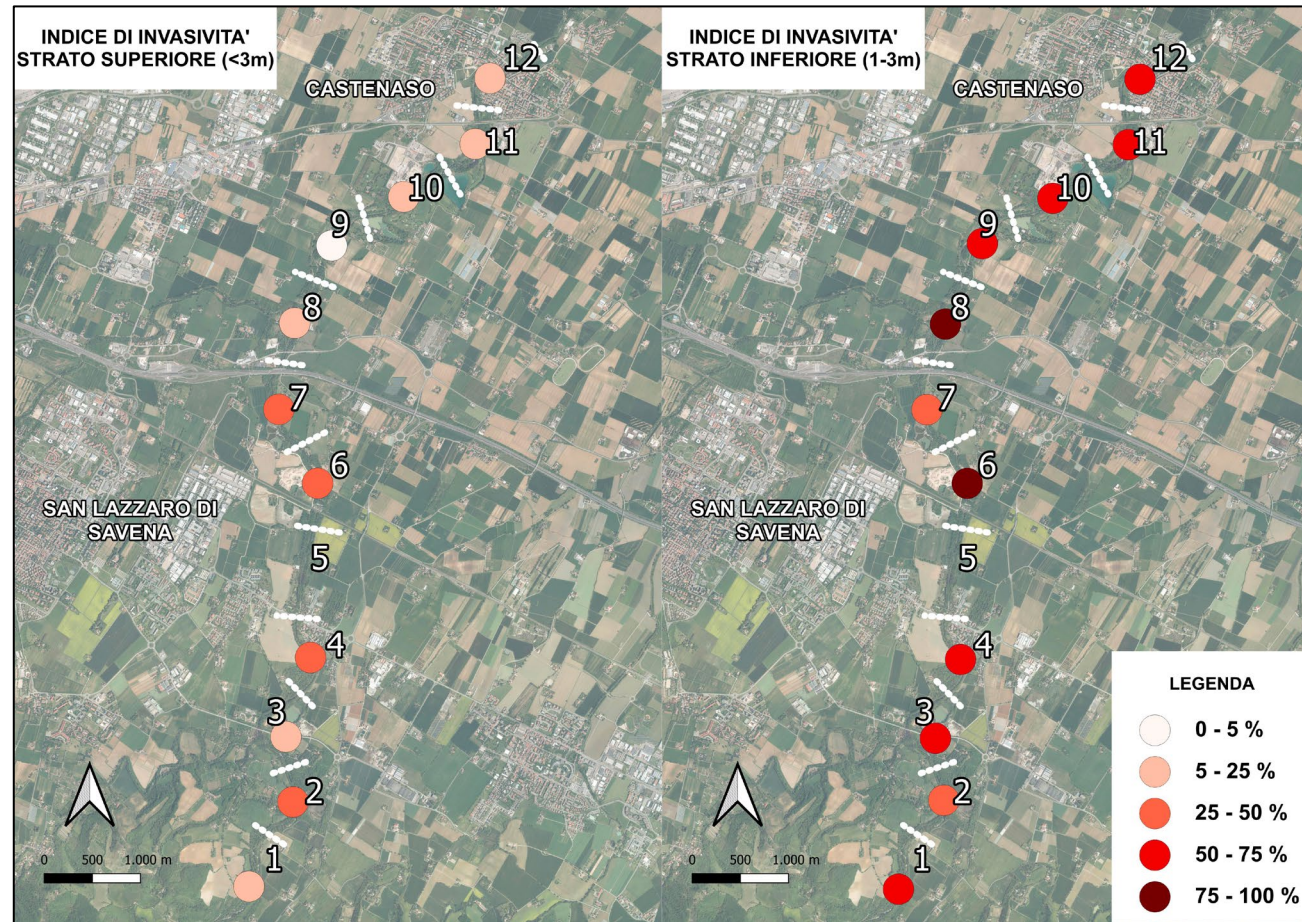 INDICE DI INVASIVITA'
STRATO SUPERIORE (<3m)
CASTENASO
12
11
10
9
8
7
6
SAN LAZZARO DI
SAVENA
5
4
3
2
1
0 500 1.000 m
INDICE DI INVASIVITA'
STRATO INFERIORE (1-3m)
CASTENASO
12
11
10
9
8
7
6
SAN LAZZARO DI
SAVENA
5
4
3
2
1
0 500 1.000 m
LEGENDA
0 - 5 %
5 - 25 %
25 - 50 %
50 - 75 %
75 - 100 %